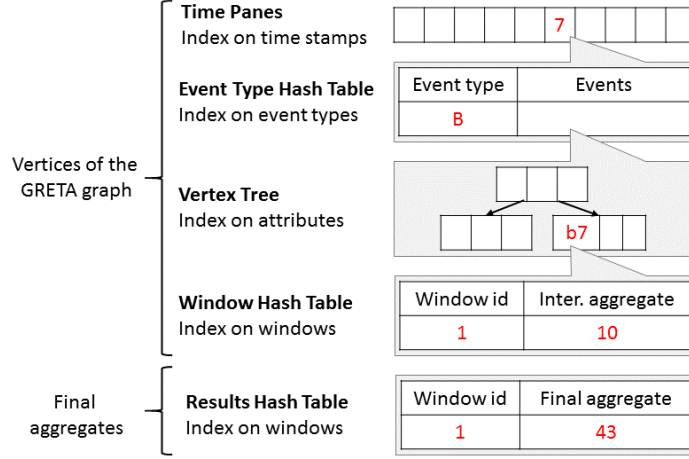 Time Panes
Index on time stamps
7
Event Type Hash Table
Index on event types
Event type Events
B
Vertices of the
GRETA graph
Vertex Tree
Index on attributes
b7
Window Hash Table
Index on windows
Window id Inter. aggregate
1 10
Final
aggregates
Results Hash Table
Index on windows
Window id Final aggregate
1 43